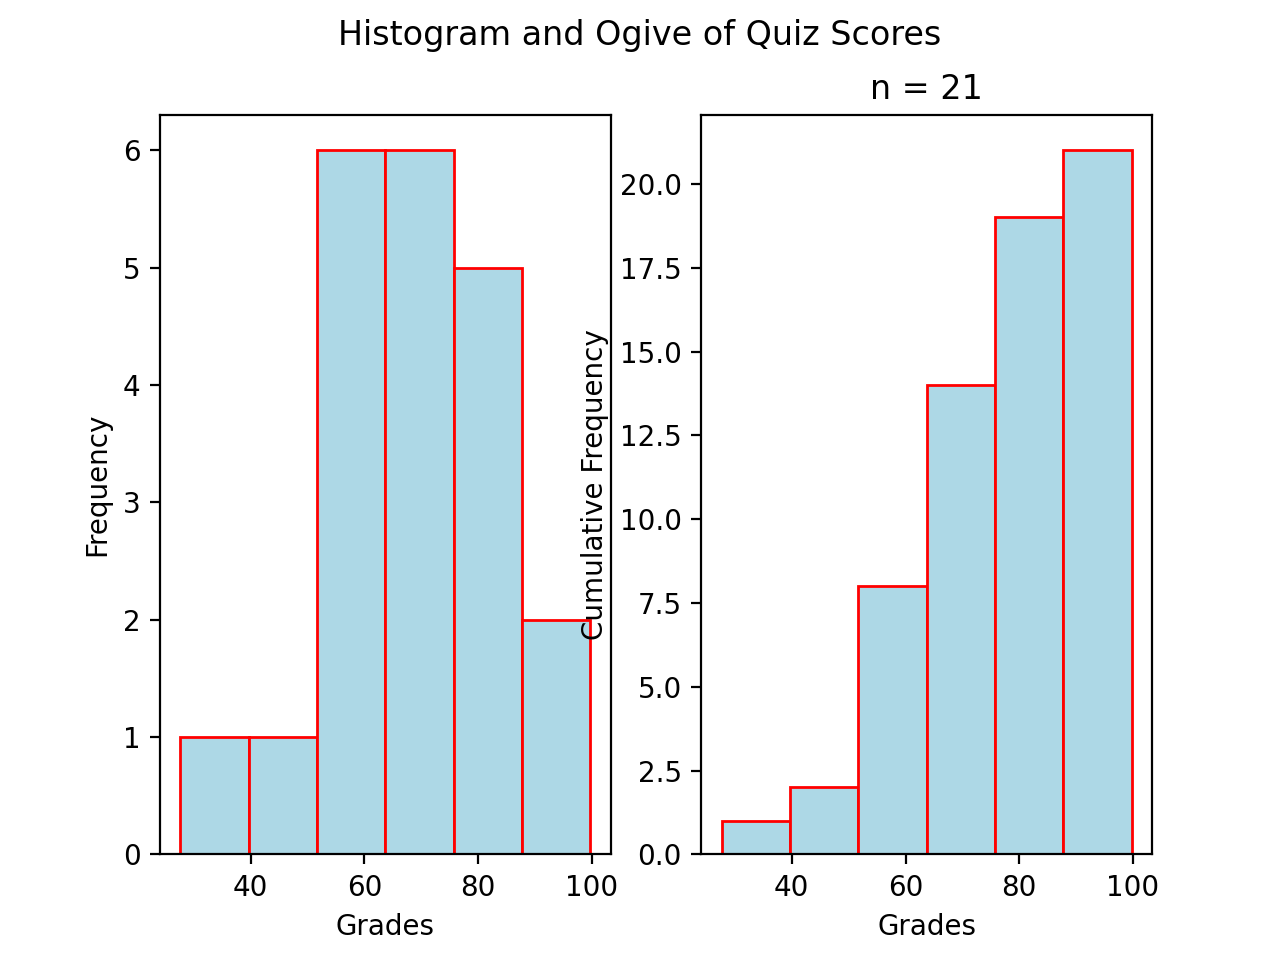 Histogram and Ogive of Quiz Scores
Frequency
6
5
4
3
2
1
0
40 60 80 100
Grades
n = 21
Cumulative Frequency
20.0
17.5
15.0
12.5
10.0
7.5
5.0
2.5
0.0
40 60 80 100
Grades